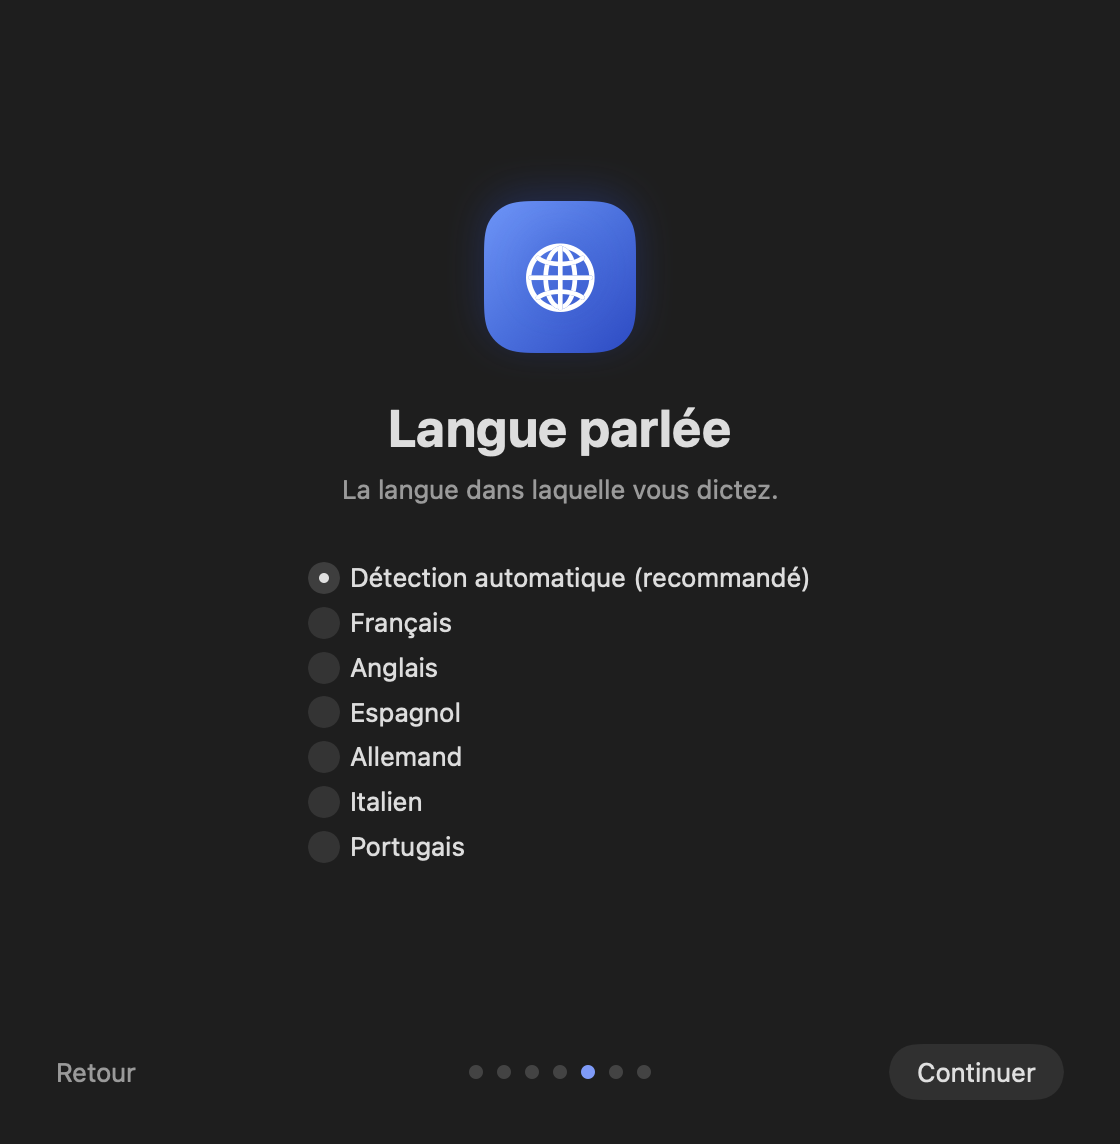 Langue parlée
La langue dans laquelle vous dictez.
Détection automatique (recommandé)
Français
Anglais
Espagnol
Allemand
Italien
Portugais
Retour
Continuer